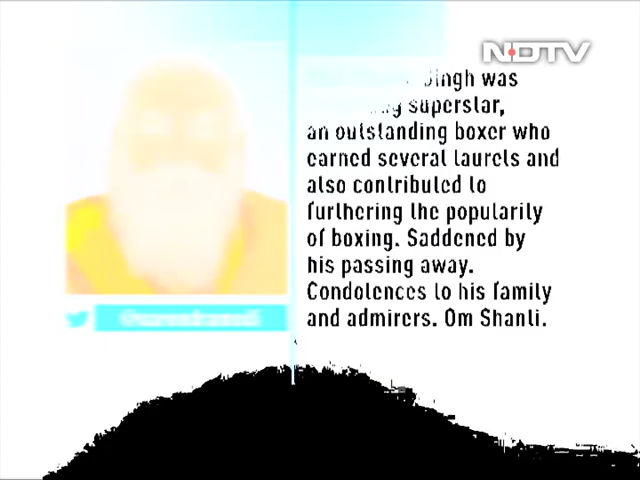 NDTV
Singh was
superstar,
an outstanding boxer who
earned several laurels and
also contributed to
furthering the popularity
of boxing. Saddened by
his passing away.
Condolences to his family
and admirers. Om Shanti.
@narendramodi